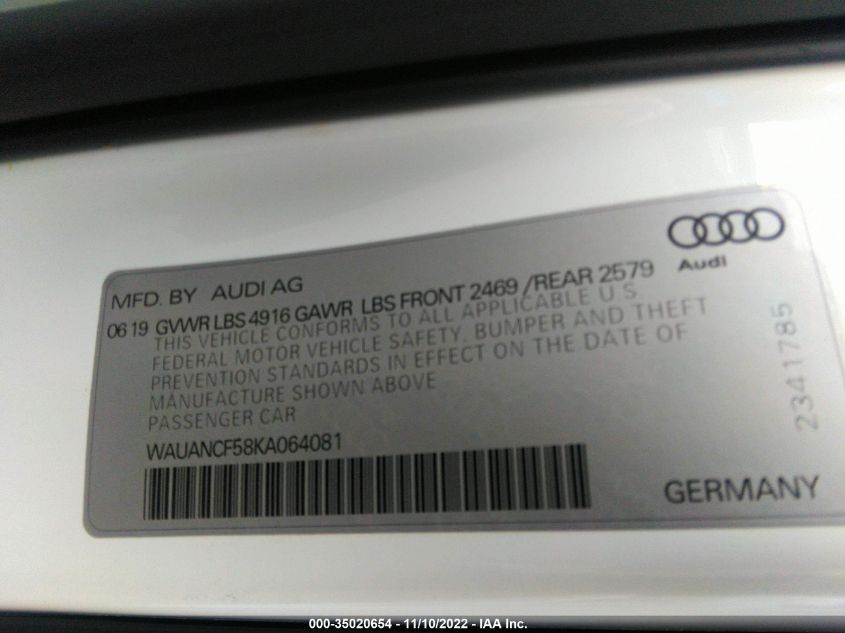 Audi
MFD. BY AUDI AG
06 19 GVWR LBS 4916 GAWR LBS FRONT 2469 /REAR 2579
THIS VEHICLE CONFORMS TO ALL APPLICABLE U S
FEDERAL MOTOR VEHICLE SAFETY, BUMPER AND THEFT
PREVENTION STANDARDS IN EFFECT ON THE DATE OF
MANUFACTURE SHOWN ABOVE
PASSENGER CAR
WAUANCF58KA064081
2341785
GERMANY
000-35020654 - 11/10/2022 - IAA Inc.